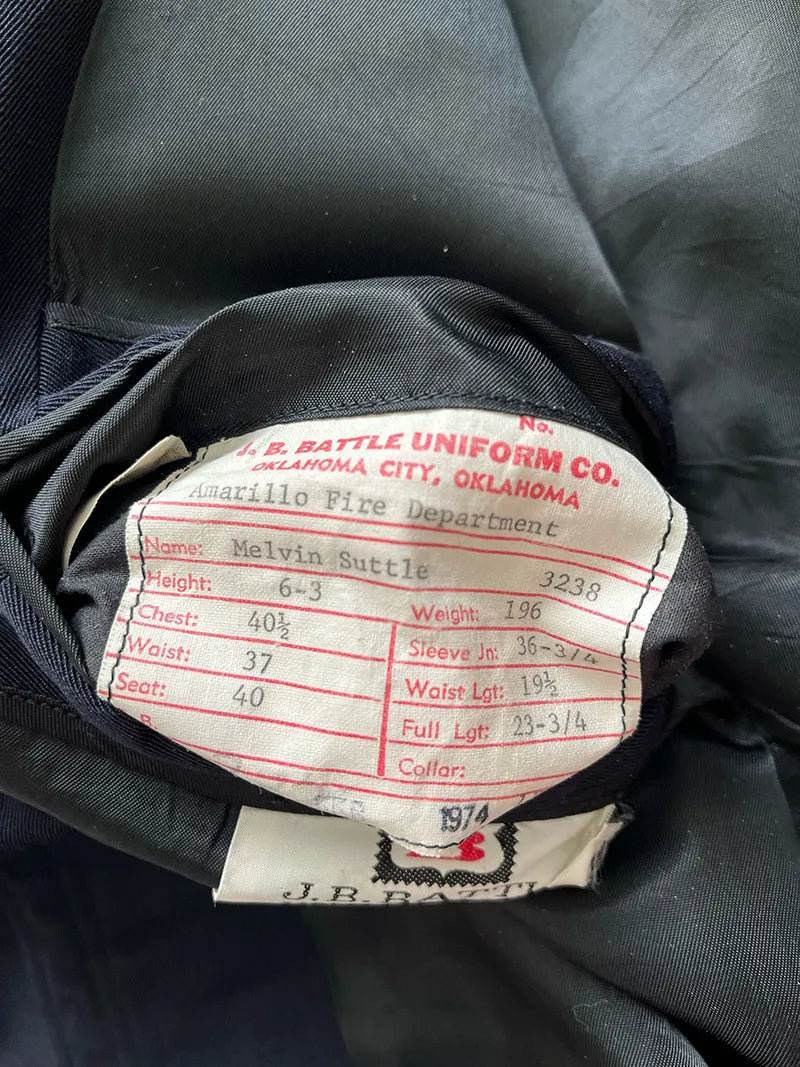 No.
J. B. BATTLE UNIFORM CO.
OKLAHOMA CITY, OKLAHOMA
Amarillo Fire Department
Name: Melvin Suttle 3238
Height: 6-3 Weight: 196
Chest: 40½ Sleeve Jn: 36-3/4
Waist: 37 Waist Lgt: 19½
Seat: 40 Full Lgt: 23-3/4
B. Collar:
1974
J.B.BATTL